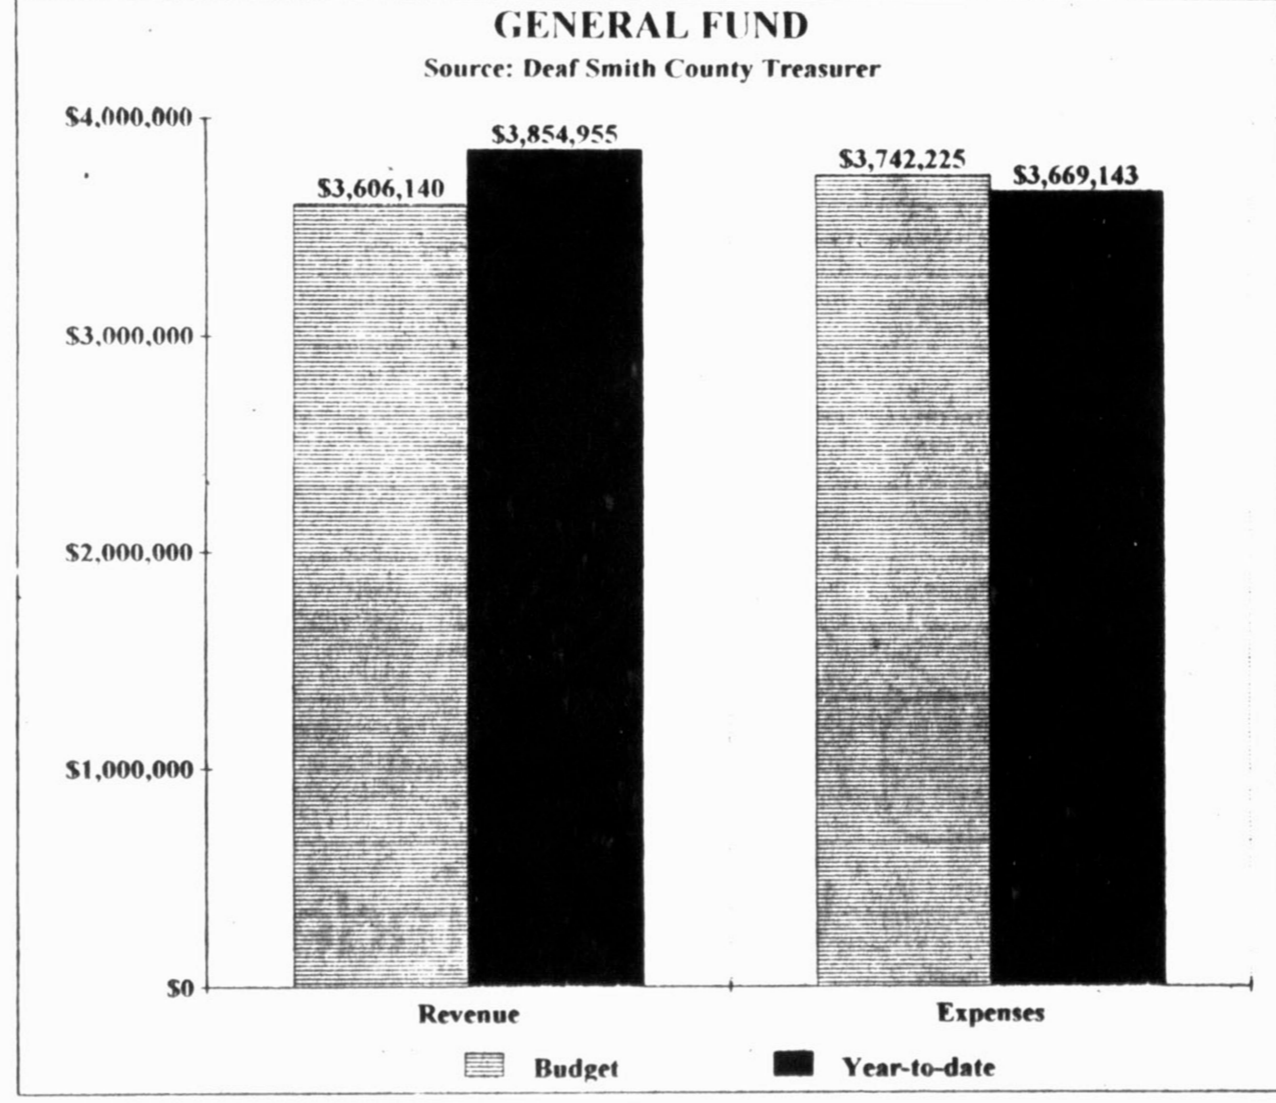 GENERAL FUND
Source: Deaf Smith County Treasurer
$4,000,000
$3,854,955
$3,742,225
$3,669,143
$3,606,140
$3,000,000
$2,000,000
$1,000,000
$0
Revenue
Expenses
Budget
Year-to-date